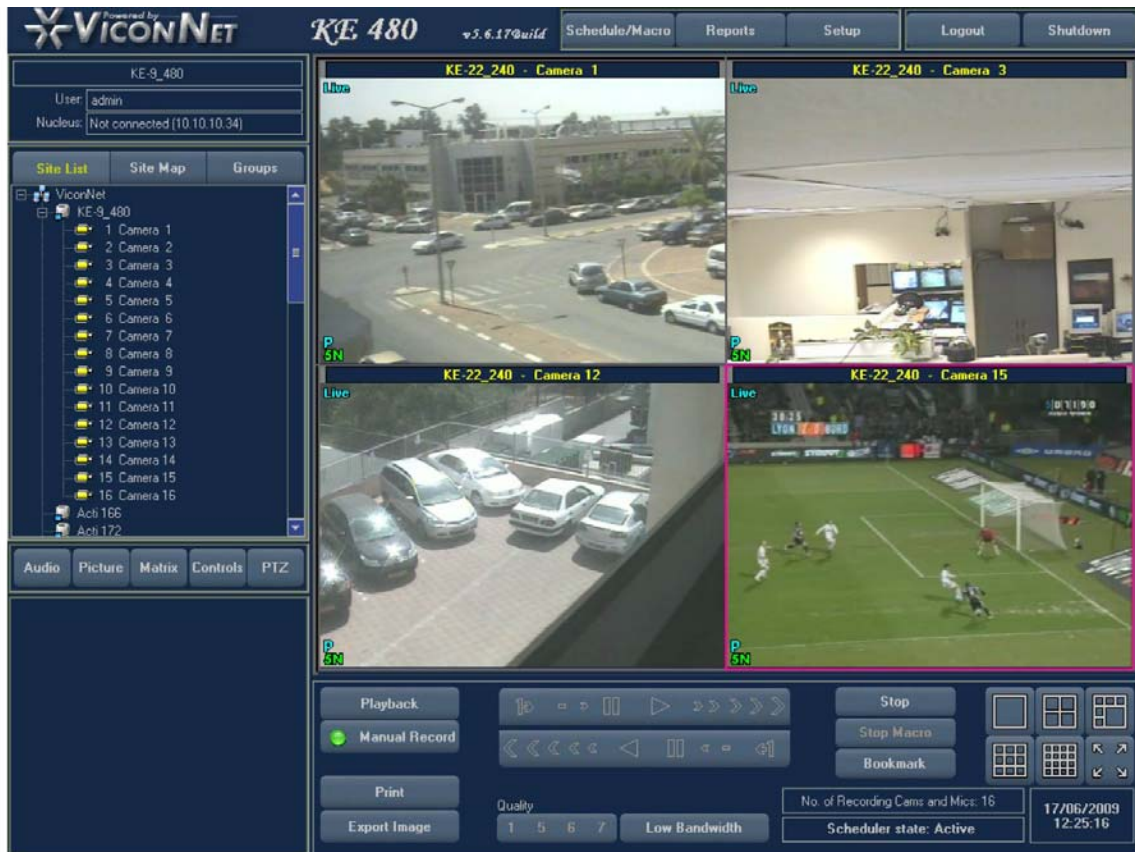 Powered by
ViconNet
KE 480
v5.6.17Build
Schedule/Macro
Reports
Setup
Logout
Shutdown
KE-9_480
User: admin
Nucleus: Not connected (10.10.10.34)
Site List
Site Map
Groups
ViconNet
KE-9_480
1 Camera 1
2 Camera 2
3 Camera 3
4 Camera 4
5 Camera 5
6 Camera 6
7 Camera 7
8 Camera 8
9 Camera 9
10 Camera 10
11 Camera 11
12 Camera 12
13 Camera 13
14 Camera 14
15 Camera 15
16 Camera 16
Acti 166
Acti 172
Audio
Picture
Matrix
Controls
PTZ
KE-22_240 - Camera 1
Live
P
5N
KE-22_240 - Camera 3
Live
P
5N
KE-22_240 - Camera 12
Live
P
5N
KE-22_240 - Camera 15
Live
LYON
BORD
P
5N
Playback
Manual Record
Print
Export Image
Stop
Stop Macro
Bookmark
Quality
1 5 6 7
Low Bandwidth
No. of Recording Cams and Mics: 16
Scheduler state: Active
17/06/2009
12:25:16